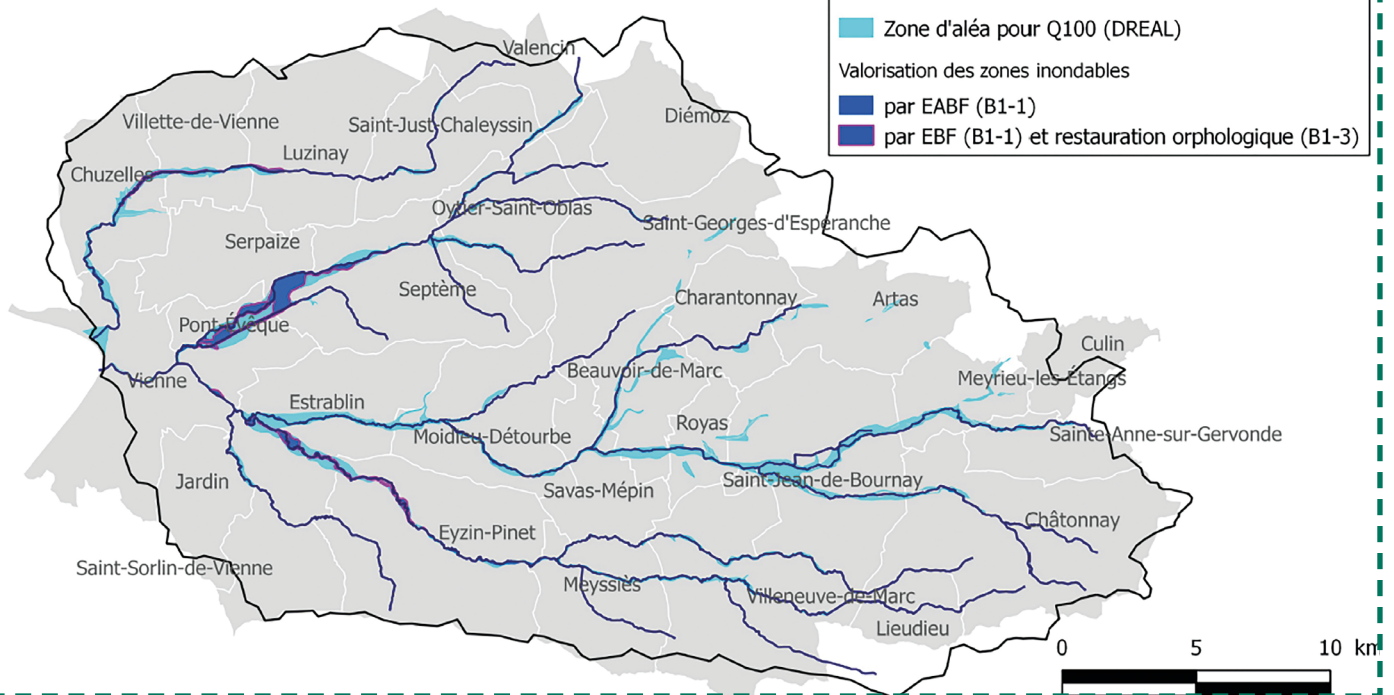 Zone d'aléa pour Q100 (DREAL)
Valorisation des zones inondables
par EABF (B1-1)
par EBF (B1-1) et restauration orphologique (B1-3)
Valencin
Diémoz
Villette-de-Vienne
Saint-Just-Chaleyssin
Luzinay
Chuzelles
Oytier-Saint-Oblas
Saint-Georges-d'Esperanche
Serpaize
Septème
Charantonnay
Artas
Pont-Évêque
Culin
Vienne
Beauvoir-de-Marc
Meyrieu-les-Étangs
Estrablin
Royas
Moidieu-Détourbe
Sainte-Anne-sur-Gervonde
Jardin
Savas-Mépin
Saint-Jean-de-Bournay
Châtonnay
Eyzin-Pinet
Saint-Sorlin-de-Vienne
Meyssiès
Villeneuve-de-Marc
Lieudieu
0 5 10 km